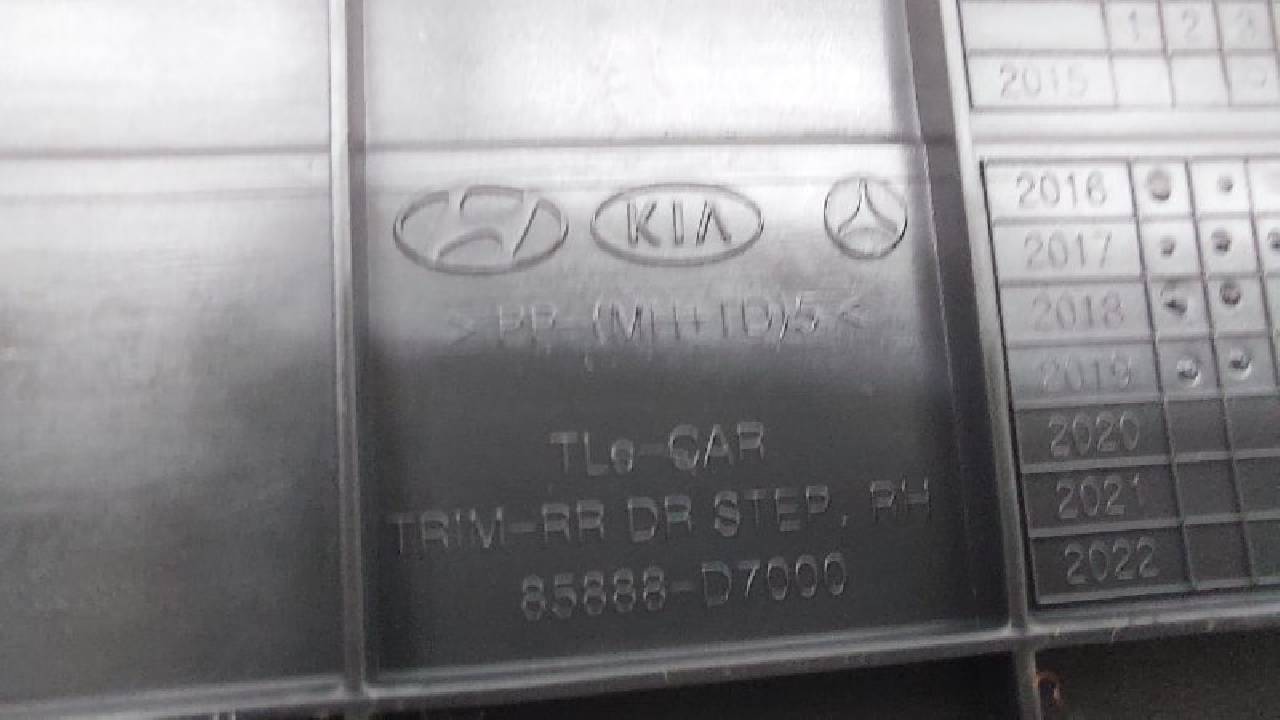 KIA
>PP-(MH+TD)5<
TLe-CAR
TRIM-RR DR STEP, RH
85888-D7000
1 2 3
2015
2016
2017
2018
2019
2020
2021
2022